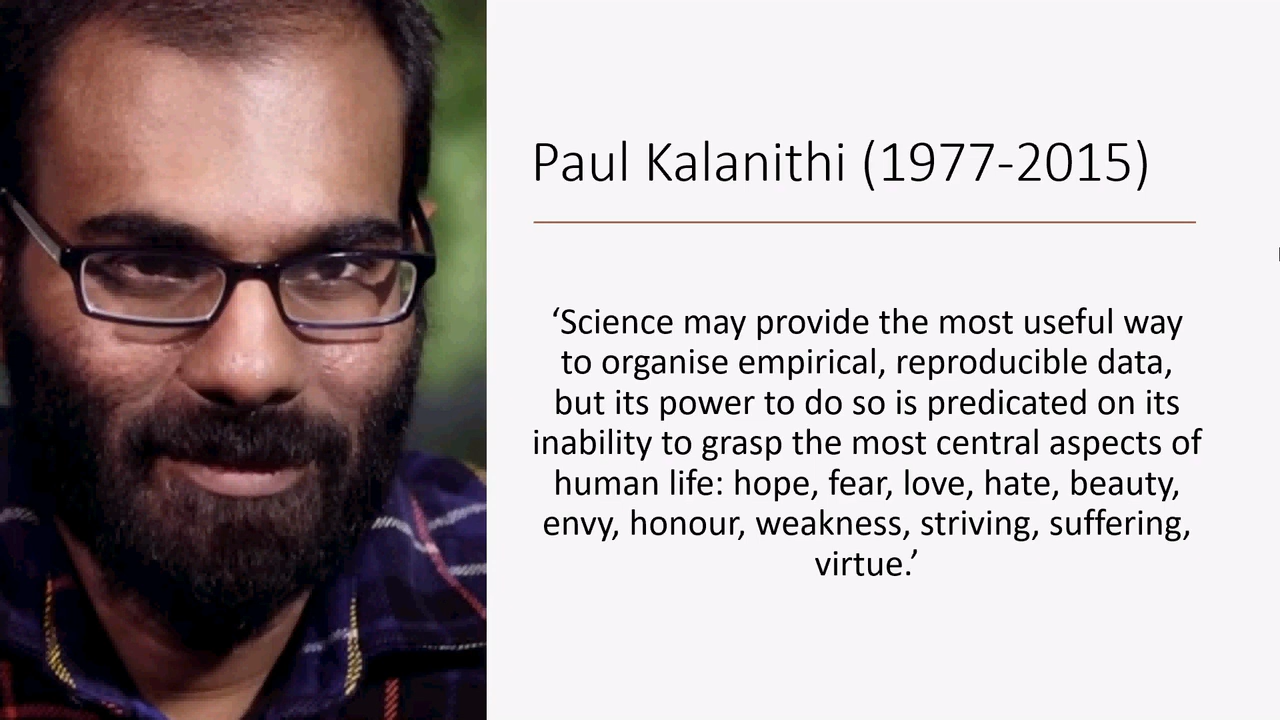 Paul Kalanithi (1977-2015)
‘Science may provide the most useful way
to organise empirical, reproducible data,
but its power to do so is predicated on its
inability to grasp the most central aspects of
human life: hope, fear, love, hate, beauty,
envy, honour, weakness, striving, suffering,
virtue.’